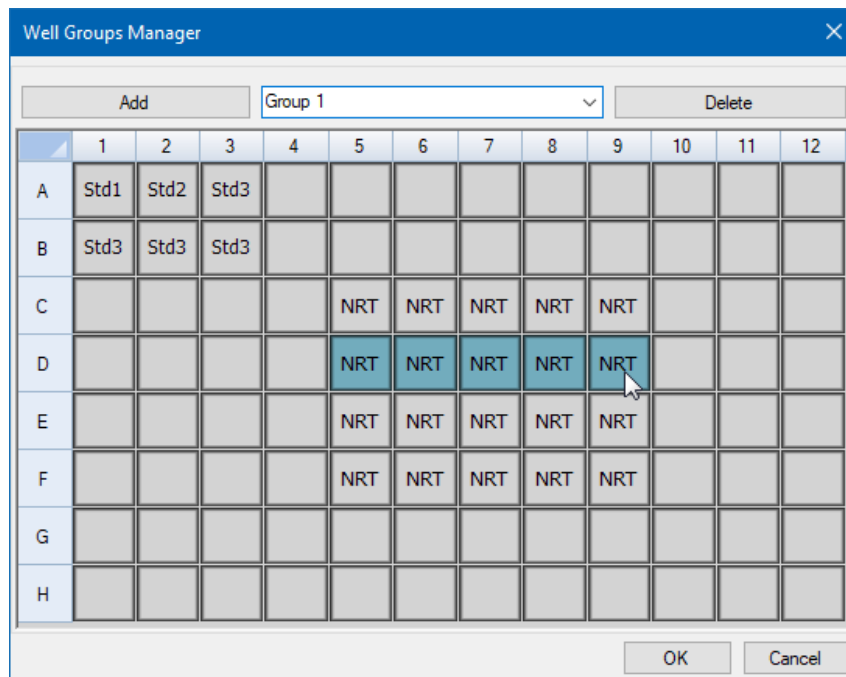 Well Groups Manager
Add Group 1 Delete
1 2 3 4 5 6 7 8 9 10 11 12
A Std1 Std2 Std3
B Std3 Std3 Std3
C NRT NRT NRT NRT NRT
D NRT NRT NRT NRT NRT
E NRT NRT NRT NRT NRT
F NRT NRT NRT NRT NRT
G
H
OK Cancel